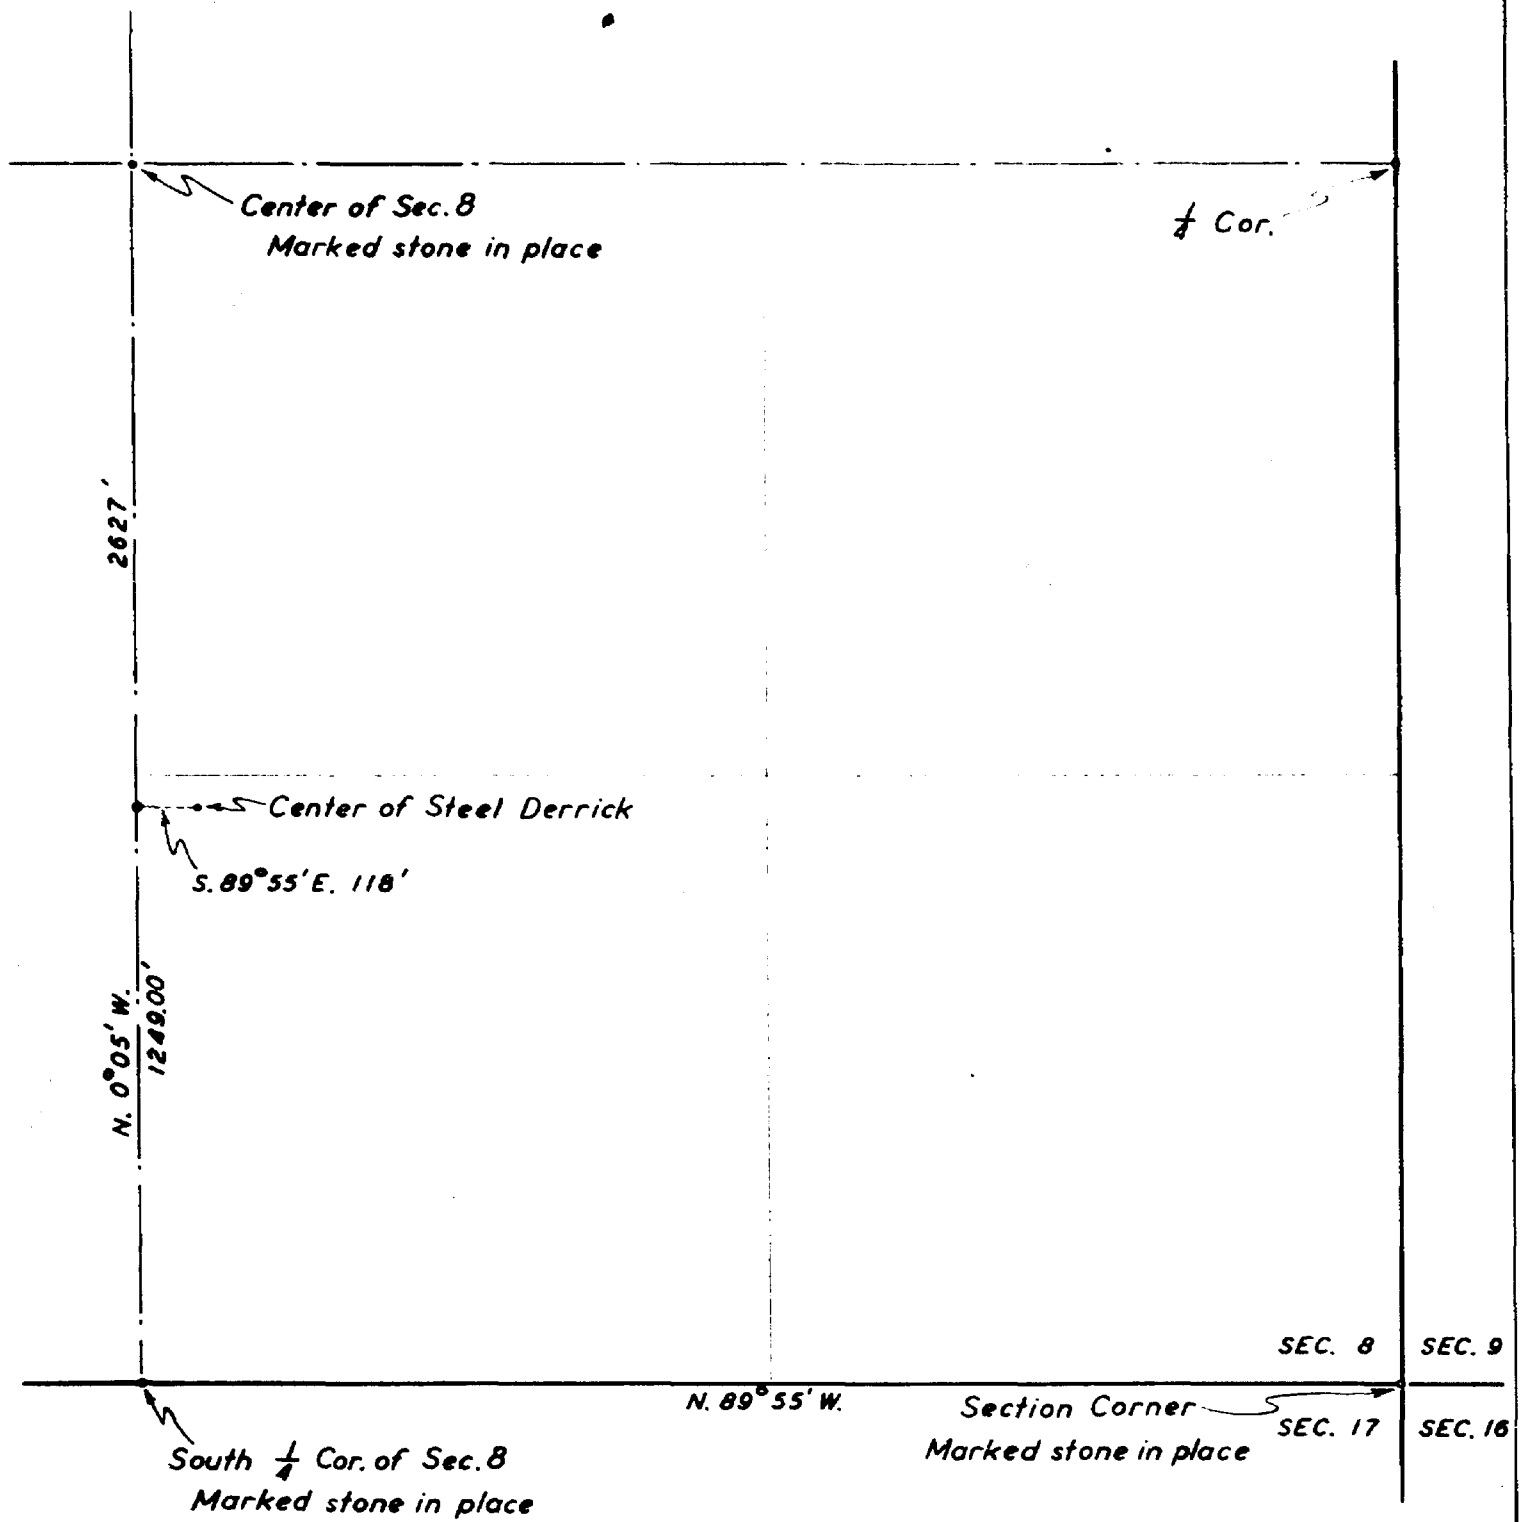 Center of Sec. 8
Marked stone in place
1/4 Cor.
2627'
Center of Steel Derrick
S. 89°55' E. 118'
N. 0°05' W.
1249.00'
SEC. 8
SEC. 9
N. 89°55' W.
Section Corner
Marked stone in place
SEC. 17
SEC. 16
South 1/4 Cor. of Sec. 8
Marked stone in place